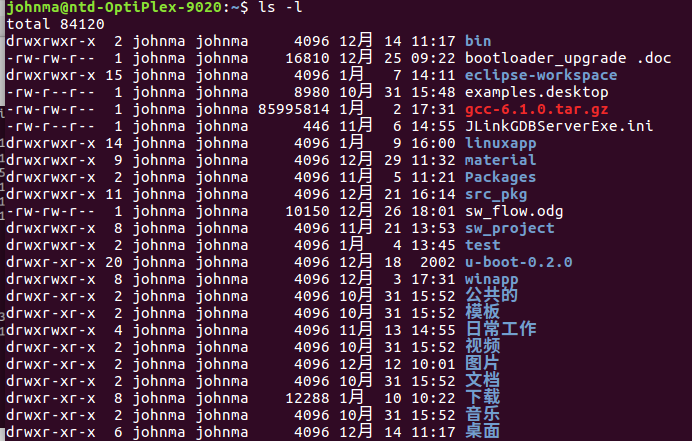 johnma@ntd-OptiPlex-9020:~$ ls -l
total 84120
drwxrwxr-x  2 johnma johnma     4096 12月 14 11:17 bin
-rw-rw-r--  1 johnma johnma    16810 12月 25 09:22 bootloader_upgrade .doc
drwxrwxr-x 15 johnma johnma     4096 1月   7 14:11 eclipse-workspace
-rw-r--r--  1 johnma johnma     8980 10月 31 15:48 examples.desktop
-rw-rw-r--  1 johnma johnma 85995814 1月   2 17:31 gcc-6.1.0.tar.gz
-rw-r--r--  1 johnma johnma      446 11月  6 14:55 JLinkGDBServerExe.ini
drwxrwxr-x 14 johnma johnma     4096 1月   9 16:00 linuxapp
drwxrwxr-x  9 johnma johnma     4096 12月 29 11:32 material
drwxrwxr-x  2 johnma johnma     4096 11月  5 11:21 Packages
drwxrwxr-x 11 johnma johnma     4096 12月 21 16:14 src_pkg
-rw-rw-r--  1 johnma johnma    10150 12月 26 18:01 sw_flow.odg
drwxrwxr-x  8 johnma johnma     4096 11月 21 13:53 sw_project
drwxrwxr-x  2 johnma johnma     4096 1月   4 13:45 test
drwxr-xr-x 20 johnma johnma     4096 12月 18  2002 u-boot-0.2.0
drwxrwxr-x  8 johnma johnma     4096 12月  3 17:31 winapp
drwxr-xr-x  2 johnma johnma     4096 10月 31 15:52 公共的
drwxr-xr-x  2 johnma johnma     4096 10月 31 15:52 模板
drwxrwxr-x  4 johnma johnma     4096 11月 13 14:55 日常工作
drwxr-xr-x  2 johnma johnma     4096 10月 31 15:52 视频
drwxr-xr-x  2 johnma johnma     4096 12月 12 10:01 图片
drwxr-xr-x  2 johnma johnma     4096 10月 31 15:52 文档
drwxr-xr-x  8 johnma johnma    12288 1月  10 10:22 下载
drwxr-xr-x  2 johnma johnma     4096 10月 31 15:52 音乐
drwxr-xr-x  6 johnma johnma     4096 12月 14 11:17 桌面